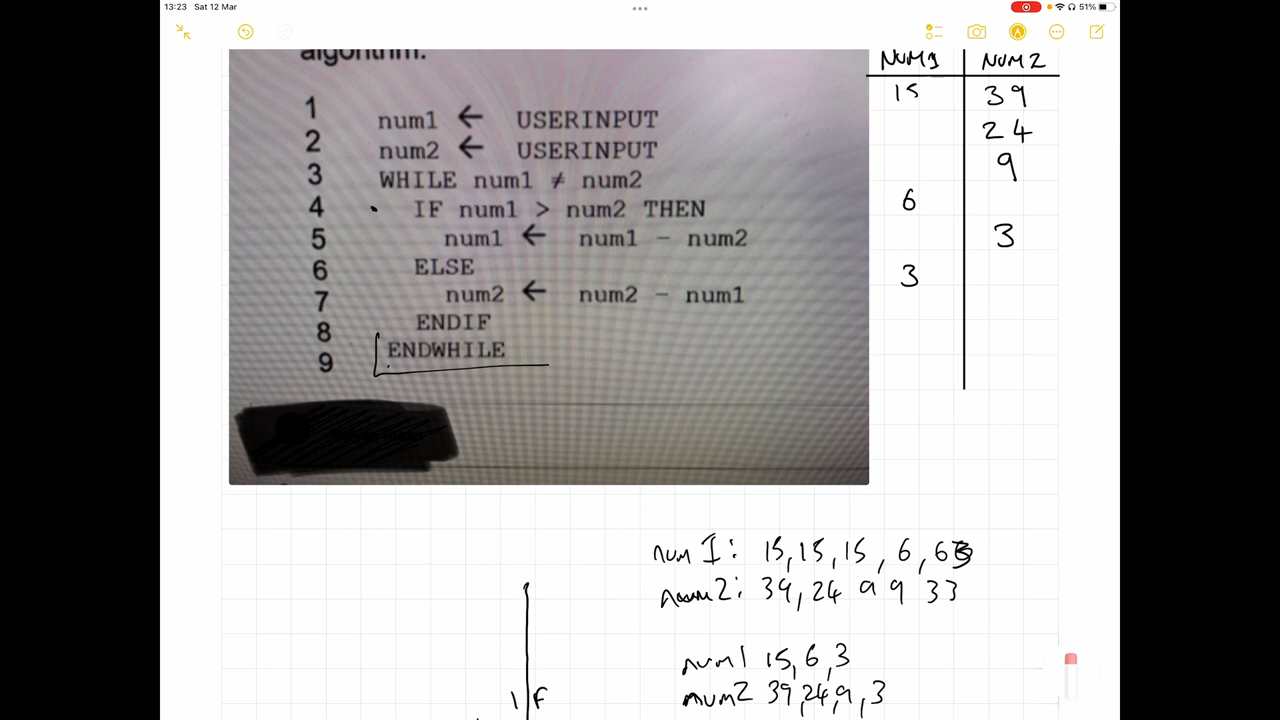 13:23 Sat 12 Mar
51%
algorithm.
1 num1 ← USERINPUT
2 num2 ← USERINPUT
3 WHILE num1 ≠ num2
4 IF num1 > num2 THEN
5 num1 ← num1 − num2
6 ELSE
7 num2 ← num2 − num1
8 ENDIF
9 ENDWHILE
NUM1 NUM2
15 39
24
9
6
3
3
num1: 15, 15, 15, 6, 6 3
num2: 39, 24 9 9 3 3
num1 15, 6, 3
num2 39, 24, 9, 3
1 F